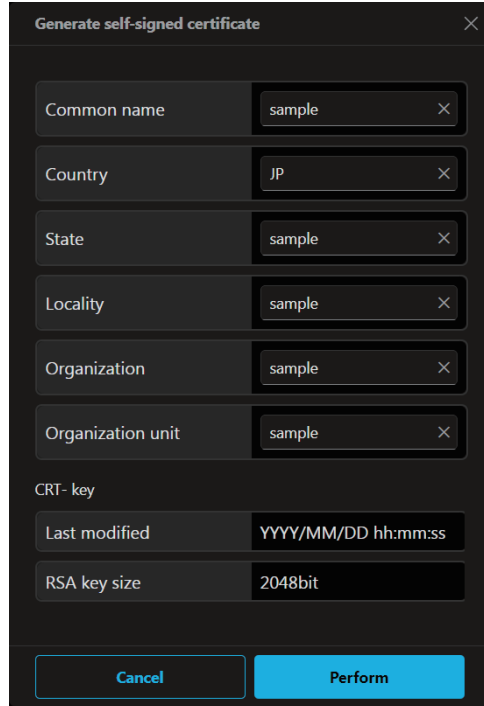 Generate self-signed certificate
Common name sample
Country JP
State sample
Locality sample
Organization sample
Organization unit sample
CRT- key
Last modified YYYY/MM/DD hh:mm:ss
RSA key size 2048bit
Cancel Perform